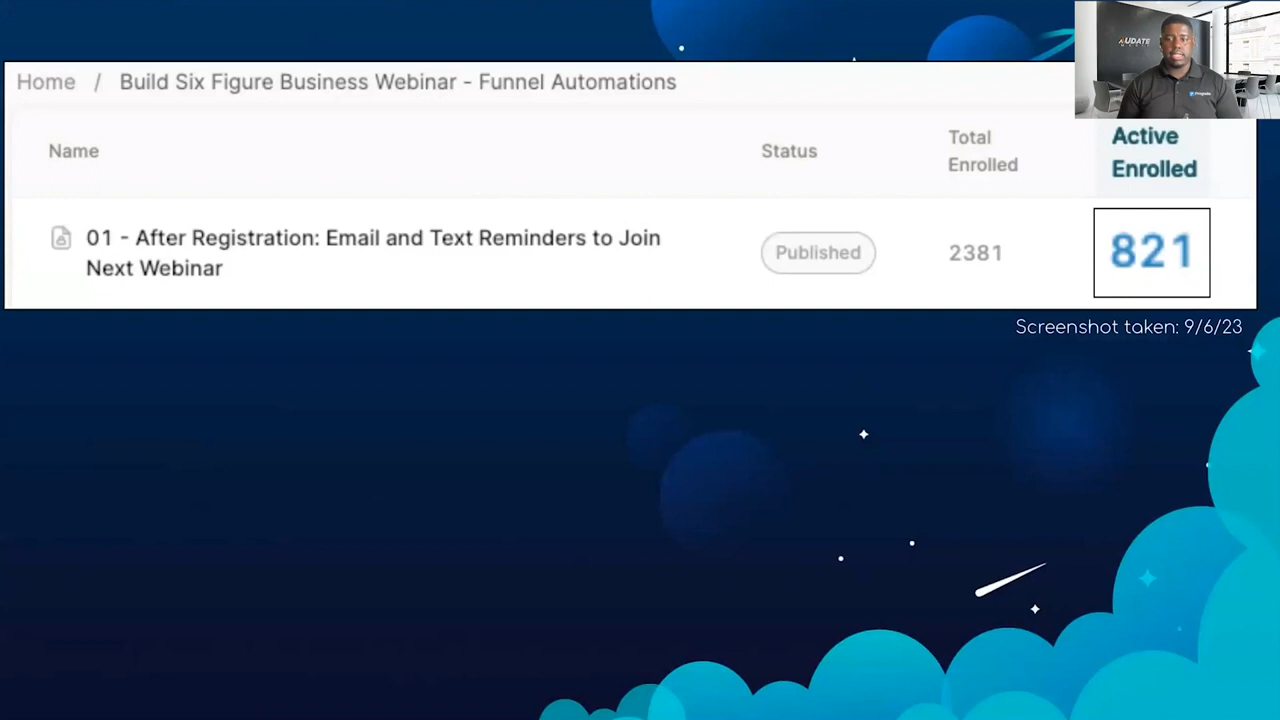 Home / Build Six Figure Business Webinar - Funnel Automations
Name
Status
Total
Enrolled
Active
Enrolled
01 - After Registration: Email and Text Reminders to Join
Next Webinar
Published
2381
821
Screenshot taken: 9/6/23